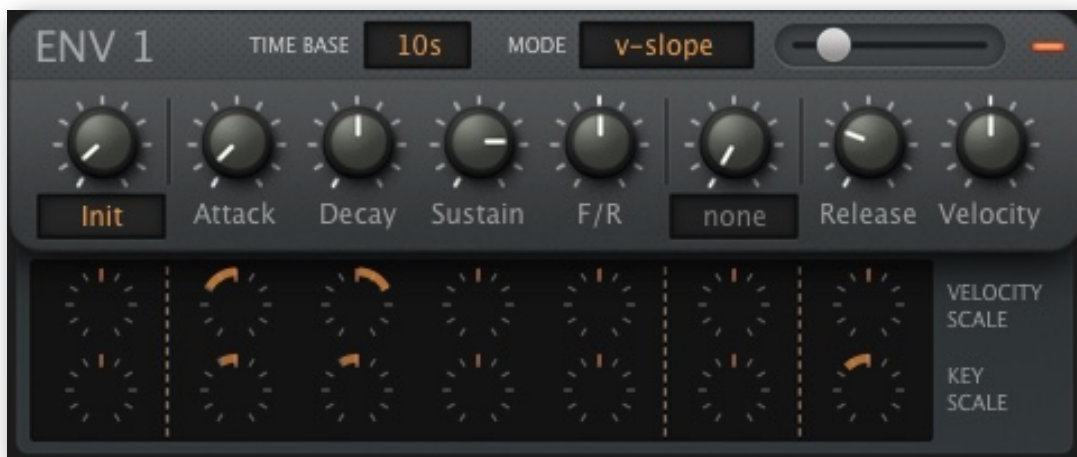 ENV 1 TIME BASE 10s MODE v-slope
Init Attack Decay Sustain F/R none Release Velocity
VELOCITY
SCALE
KEY
SCALE